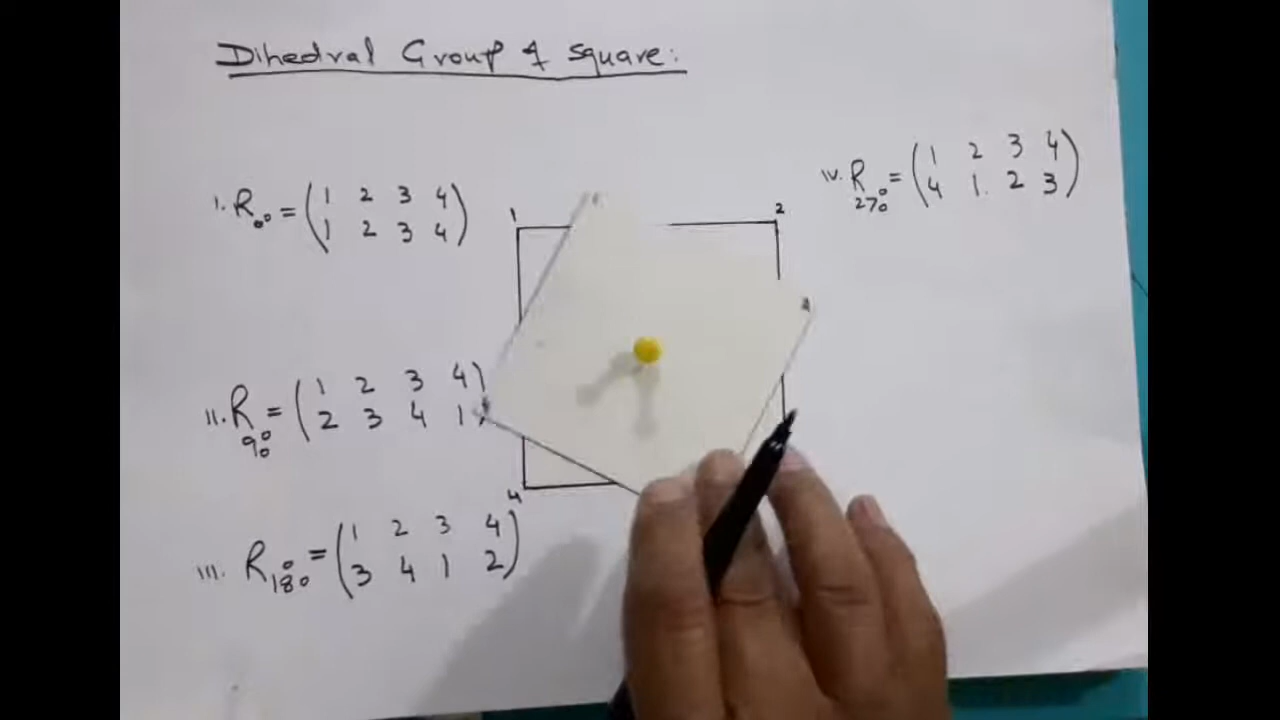 Dihedral Group of square:
I. R0° = (1 2 3 4
1 2 3 4)
1 2
4
II. R90° = (1 2 3 4
2 3 4 1)
III. R180° = (1 2 3 4
3 4 1 2)
IV. R270° = (1 2 3 4
4 1 2 3)